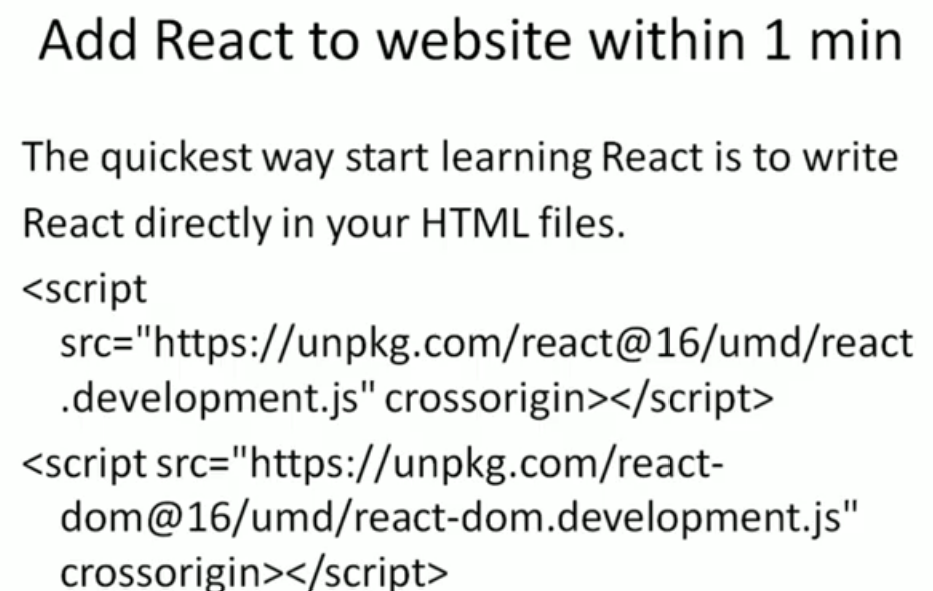 Add React to website within 1 min
The quickest way start learning React is to write
React directly in your HTML files.
<script
src="https://unpkg.com/react@16/umd/react
.development.js" crossorigin></script>
<script src="https://unpkg.com/react-
dom@16/umd/react-dom.development.js"
crossorigin></script>